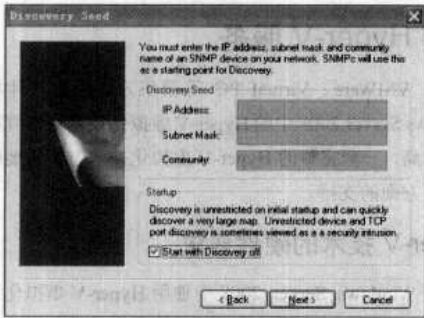 Discovery Seed
You must enter the IP address, subnet mask and community
name of an SNMP device on your network. SNMPc will use this
as a starting point for Discovery.
Discovery Seed
IP Address:
Subnet Mask:
Community:
Startup
Discovery is unrestricted on initial startup and can quickly
discover a very large map. Unrestricted device and TCP
port discovery is sometimes viewed as a a security intrusion.
Start with Discovery off
< Back
Next >
Cancel